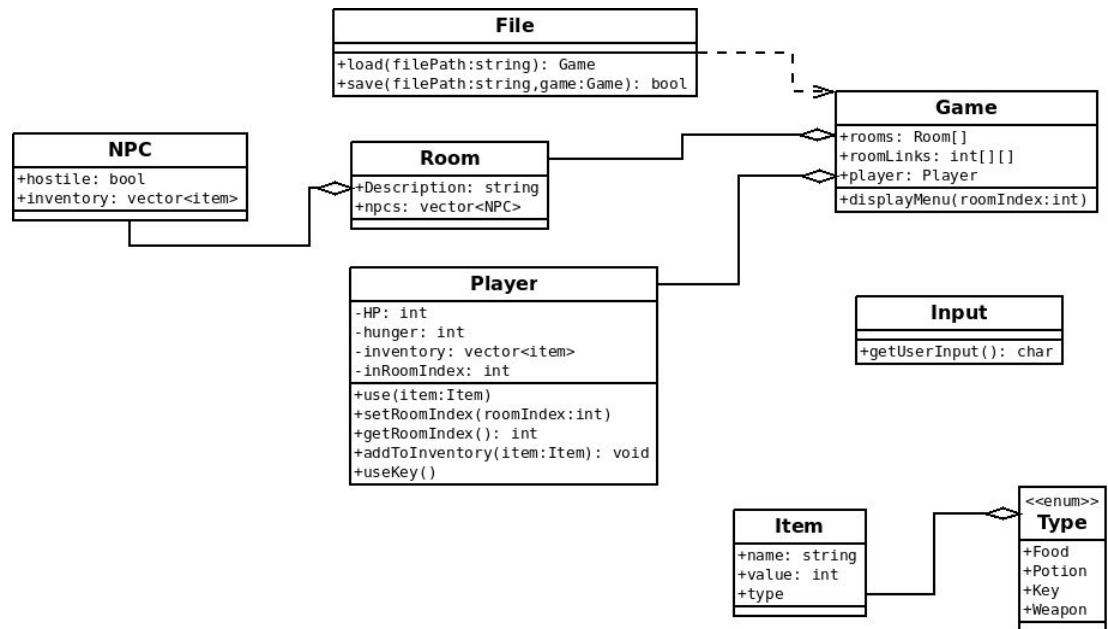 File
+load(filePath:string): Game
+save(filePath:string,game:Game): bool
Game
+rooms: Room[]
+roomLinks: int[][]
+player: Player
+displayMenu(roomIndex:int)
NPC
+hostile: bool
+inventory: vector<item>
Room
+Description: string
+npcs: vector<NPC>
Player
-HP: int
-hunger: int
-inventory: vector<item>
-inRoomIndex: int
+use(item:Item)
+setRoomIndex(roomIndex:int)
+getRoomIndex(): int
+addToInventory(item:Item): void
+useKey()
Input
+getUserInput(): char
Item
+name: string
+value: int
+type
<<enum>>
Type
+Food
+Potion
+Key
+Weapon